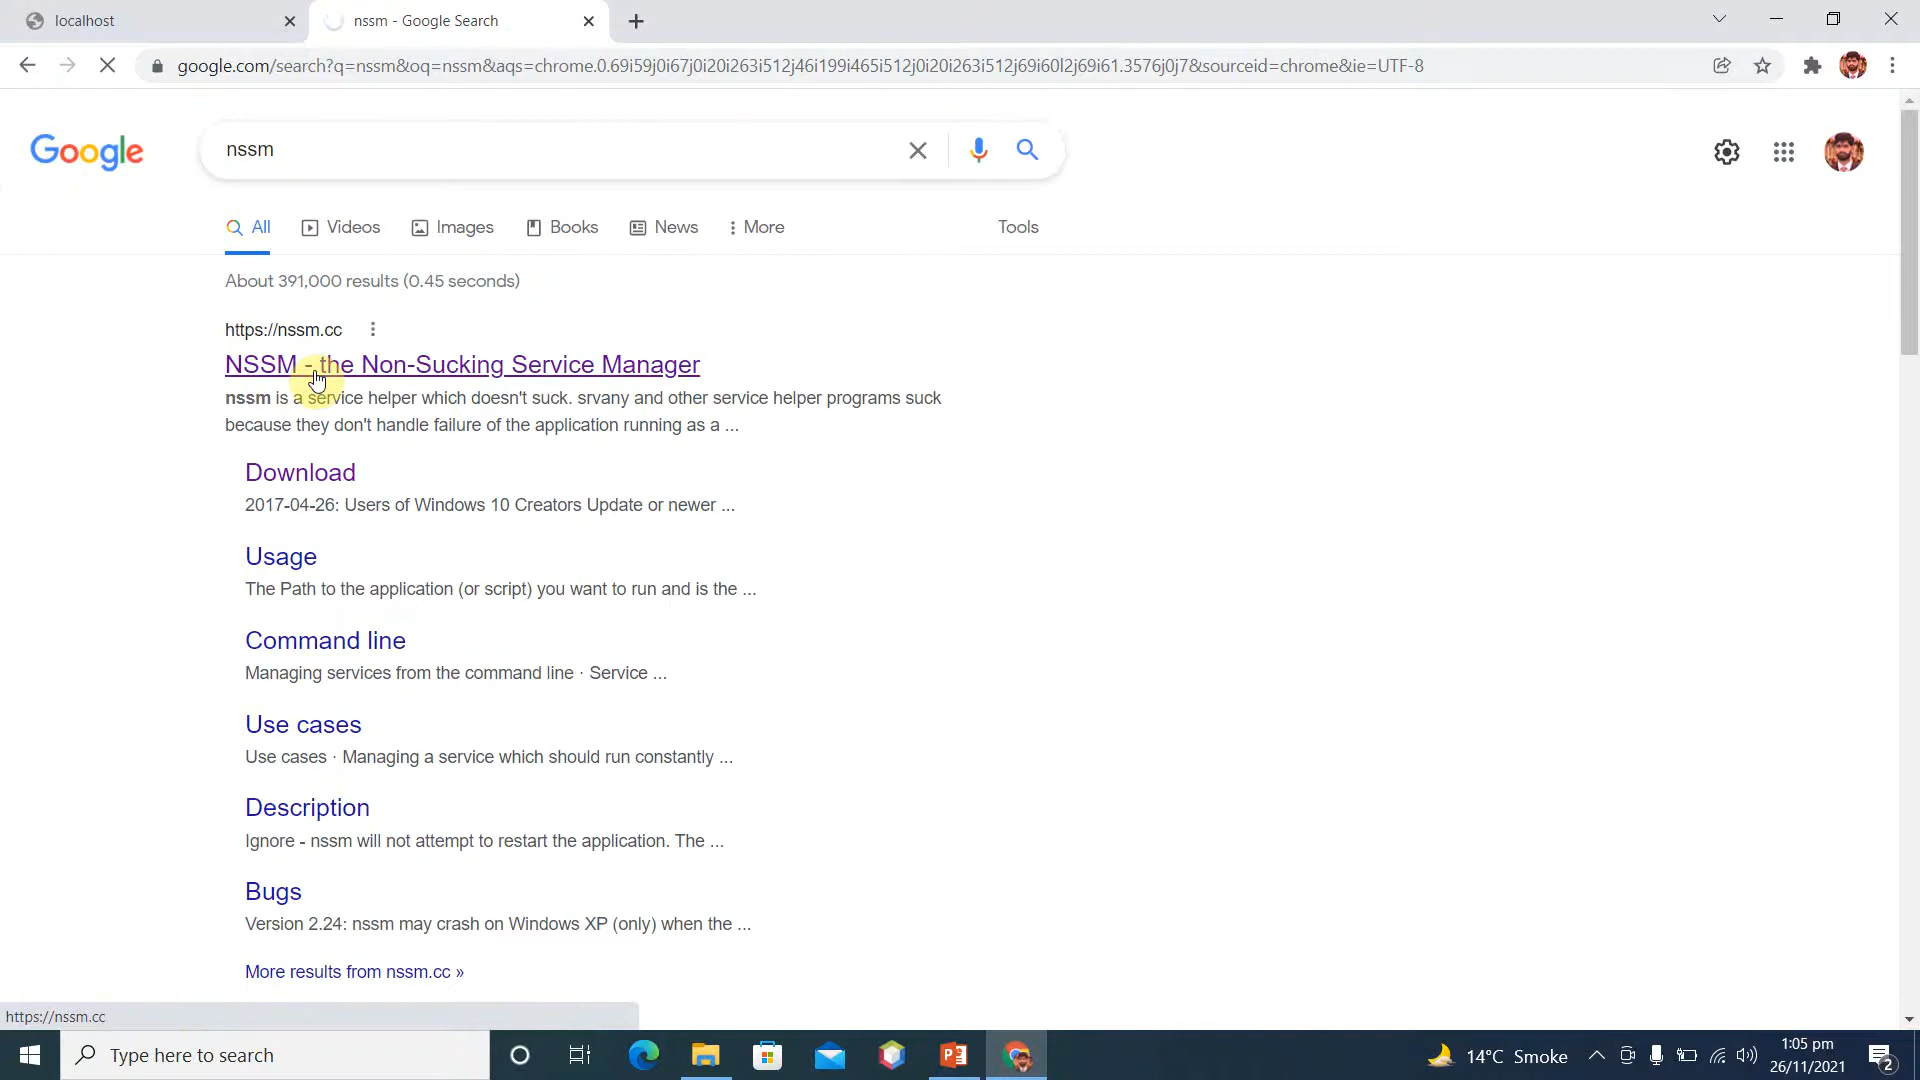 localhost
nssm - Google Search
google.com/search?q=nssm&oq=nssm&aqs=chrome.0.69i59j0i67j0i20i263i512j46i199i465i512j0i20i263i512j69i60l2j69i61.3576j0j7&sourceid=chrome&ie=UTF-8
Google
nssm
All
Videos
Images
Books
News
More
Tools
About 391,000 results (0.45 seconds)
https://nssm.cc
NSSM - the Non-Sucking Service Manager
nssm is a service helper which doesn't suck. srvany and other service helper programs suck
because they don't handle failure of the application running as a ...
Download
2017-04-26: Users of Windows 10 Creators Update or newer ...
Usage
The Path to the application (or script) you want to run and is the ...
Command line
Managing services from the command line · Service ...
Use cases
Use cases · Managing a service which should run constantly ...
Description
Ignore - nssm will not attempt to restart the application. The ...
Bugs
Version 2.24: nssm may crash on Windows XP (only) when the ...
More results from nssm.cc »
https://nssm.cc
Type here to search
14°C Smoke
1:05 pm
26/11/2021
2